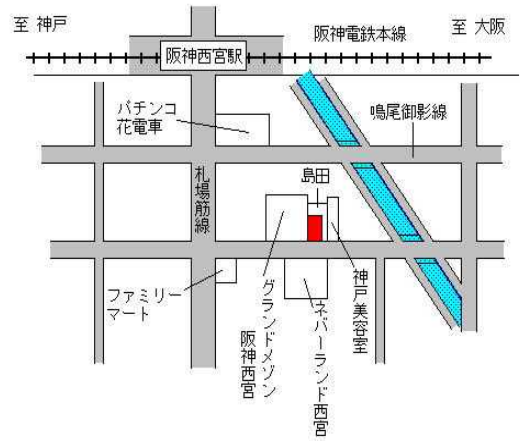 至 神戸
阪神西宮駅
阪神電鉄本線
至 大阪
パチンコ
花電車
鳴尾御影線
札場筋線
島田
ファミリー
マート
グランドメゾン
阪神西宮
ネバーランド西宮
神戸美容室